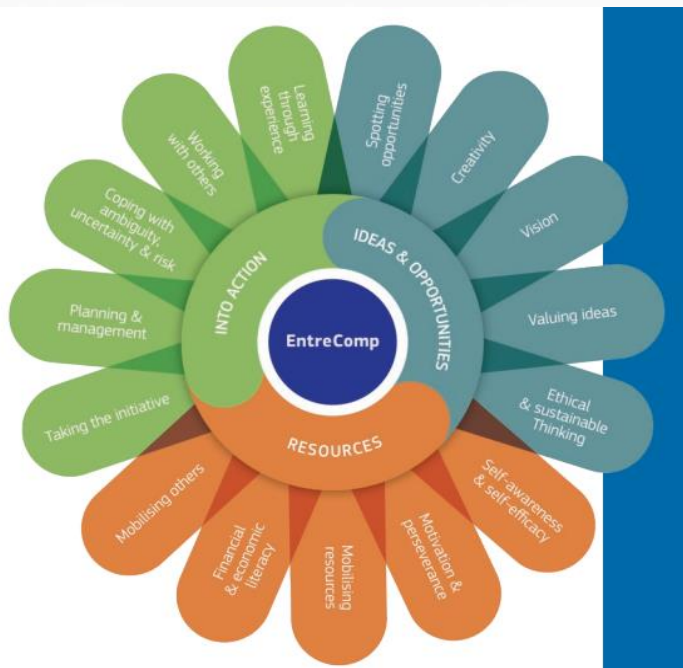 EntreComp
IDEAS & OPPORTUNITIES
Spotting
opportunities
Creativity
Vision
Valuing ideas
Ethical
& sustainable
Thinking
RESOURCES
Self-awareness
& self-efficacy
Motivation &
perseverance
Mobilising
resources
Financial
& economic
literacy
Mobilising others
INTO ACTION
Taking the initiative
Planning &
management
Coping with
ambiguity,
uncertainty & risk
Working
with others
Learning
through
experience